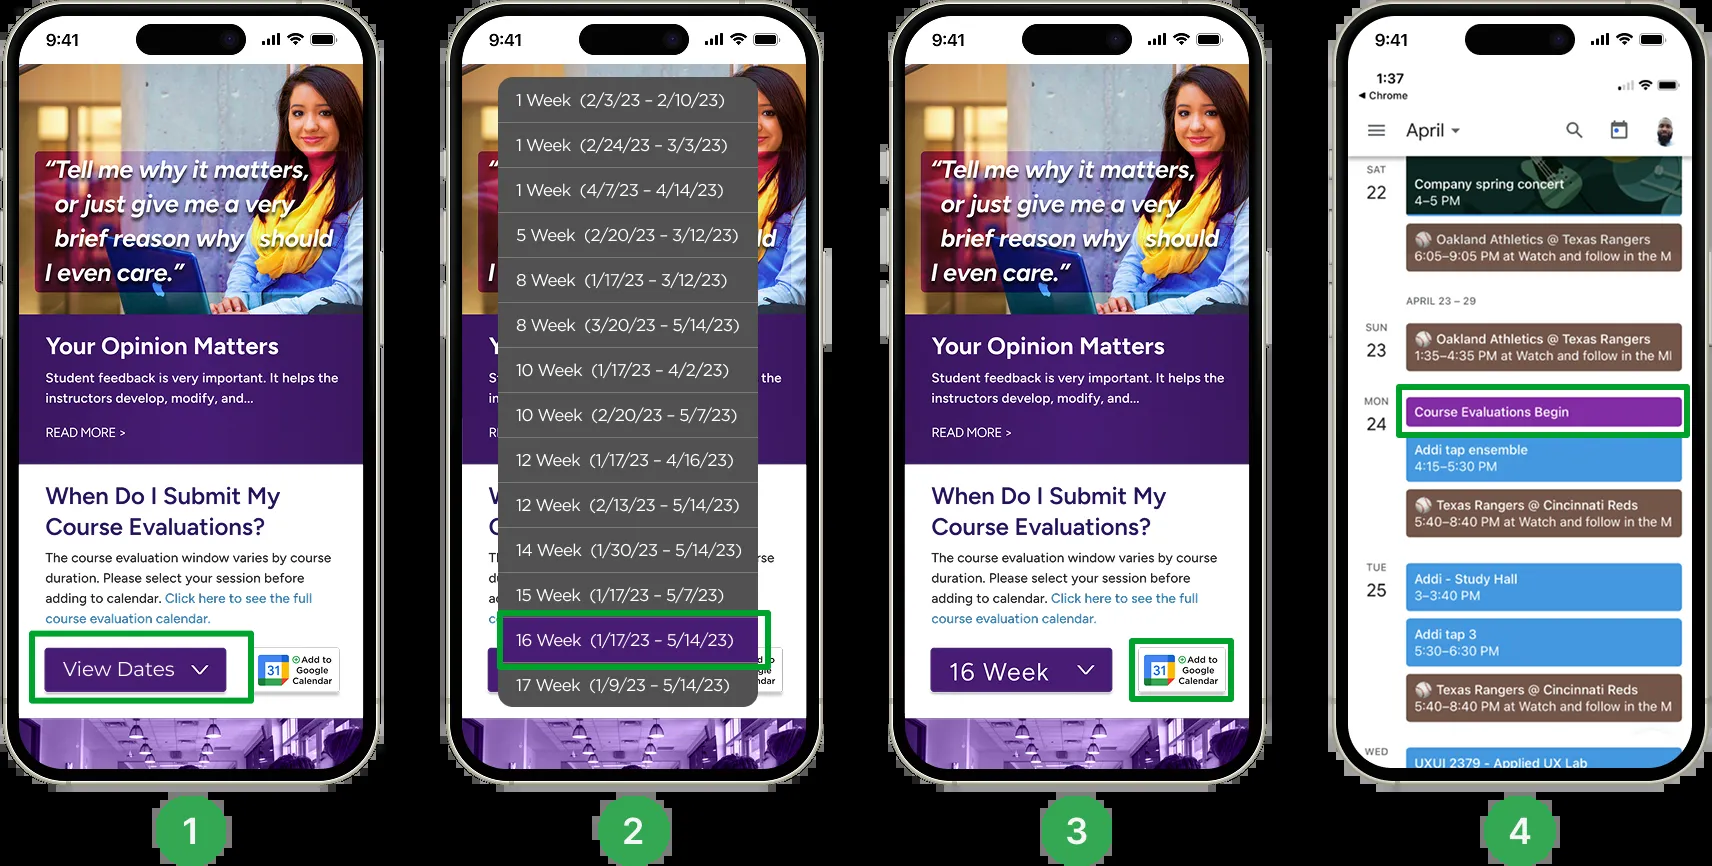 9:41
“Tell me why it matters,
or just give me a very
brief reason why I should
I even care.”
Your Opinion Matters
Student feedback is very important. It helps the
instructors develop, modify, and...
READ MORE >
When Do I Submit My
Course Evaluations?
The course evaluation window varies by course
duration. Please select your session before
adding to calendar. Click here to see the full
course evaluation calendar.
View Dates
31
Add to
Google
Calendar
1
9:41
1 Week (2/3/23 – 2/10/23)
1 Week (2/24/23 – 3/3/23)
1 Week (4/7/23 – 4/14/23)
5 Week (2/20/23 – 3/12/23)
8 Week (1/17/23 – 3/12/23)
8 Week (3/20/23 – 5/14/23)
10 Week (1/17/23 – 4/2/23)
10 Week (2/20/23 – 5/7/23)
12 Week (1/17/23 – 4/16/23)
12 Week (2/13/23 – 5/14/23)
14 Week (1/30/23 – 5/14/23)
15 Week (1/17/23 – 5/7/23)
16 Week (1/17/23 – 5/14/23)
17 Week (1/9/23 – 5/14/23)
the
2
9:41
“Tell me why it matters,
or just give me a very
brief reason why should
I even care.”
Your Opinion Matters
Student feedback is very important. It helps the
instructors develop, modify, and...
READ MORE >
When Do I Submit My
Course Evaluations?
The course evaluation window varies by course
duration. Please select your session before
adding to calendar. Click here to see the full
course evaluation calendar.
16 Week
31
Add to
Google
Calendar
3
9:41
1:37
Chrome
April
SAT
22
Company spring concert
4–5 PM
Oakland Athletics @ Texas Rangers
6:05–9:05 PM at Watch and follow in the M
APRIL 23 – 29
SUN
23
Oakland Athletics @ Texas Rangers
1:35–4:35 PM at Watch and follow in the Ml
MON
24
Course Evaluations Begin
Addi tap ensemble
4:15–5:30 PM
Texas Rangers @ Cincinnati Reds
5:40–8:40 PM at Watch and follow in the M
TUE
25
Addi - Study Hall
3–3:40 PM
Addi tap 3
5:30–6:30 PM
Texas Rangers @ Cincinnati Reds
5:40–8:40 PM at Watch and follow in the M
WED
UXUI 2379 - Applied UX Lab
4